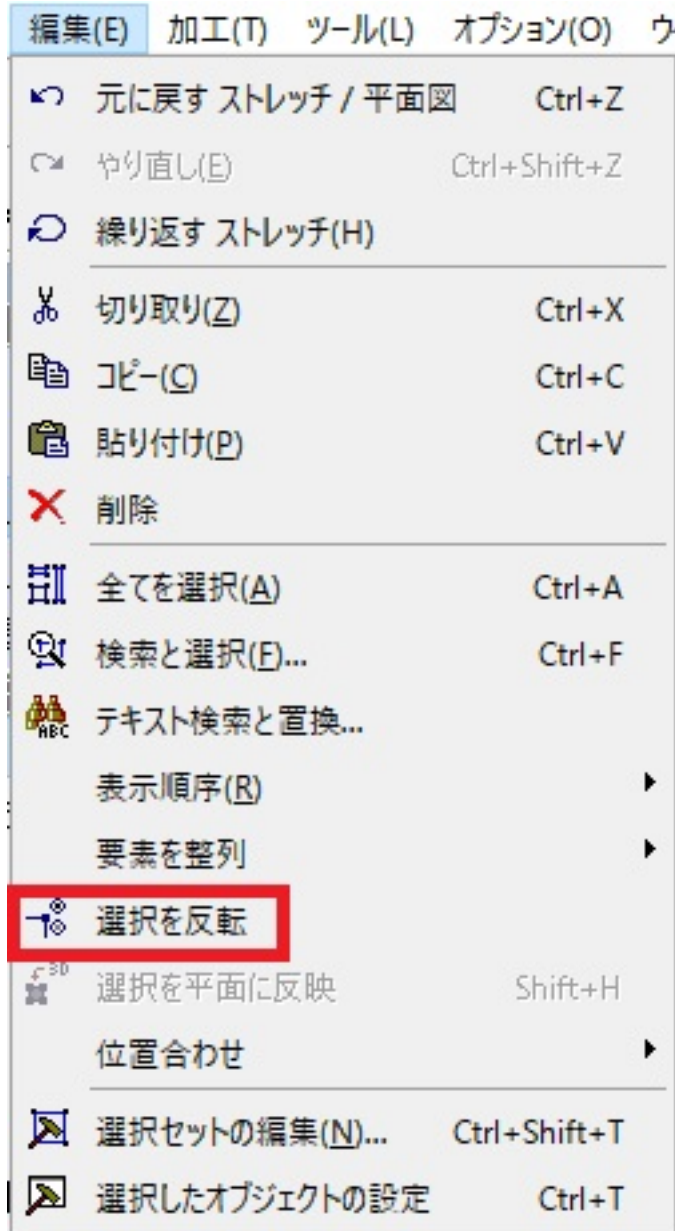 編集(E) 加工(T) ツール(L) オプション(O)
元に戻す ストレッチ / 平面図 Ctrl+Z
やり直し(E) Ctrl+Shift+Z
繰り返す ストレッチ(H)
切り取り(Z) Ctrl+X
コピー(C) Ctrl+C
貼り付け(P) Ctrl+V
削除
全てを選択(A) Ctrl+A
検索と選択(F)... Ctrl+F
ABC テキスト検索と置換...
表示順序(R)
要素を整列
選択を反転
3D 選択を平面に反映 Shift+H
位置合わせ
選択セットの編集(N)... Ctrl+Shift+T
選択したオブジェクトの設定 Ctrl+T